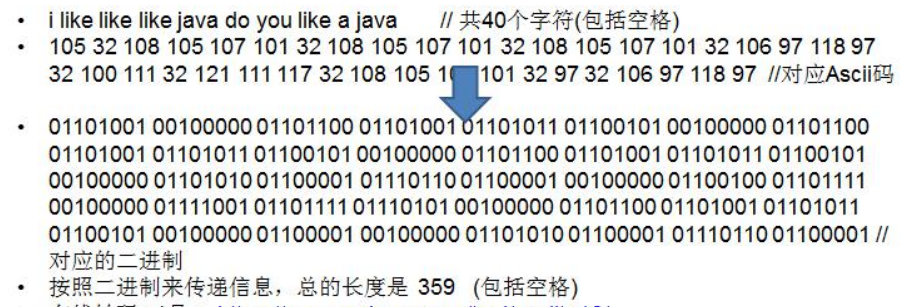 • i like like like java do you like a java // 共40个字符(包括空格)
• 105 32 108 105 107 101 32 108 105 107 101 32 108 105 107 101 32 106 97 118 97
32 100 111 32 121 111 117 32 108 105 101 32 97 32 106 97 118 97 //对应Ascii码
• 01101001 00100000 01101100 01101001 01101011 01100101 00100000 01101100
01101001 01101011 01100101 00100000 01101100 01101001 01101011 01100101
00100000 01101010 01100001 01110110 01100001 00100000 01100100 01101111
00100000 01111001 01101111 01110101 00100000 01101100 01101001 01101011
01100101 00100000 01100001 00100000 01101010 01100001 01110110 01100001 //
对应的二进制
• 按照二进制来传递信息，总的长度是 359 (包括空格)